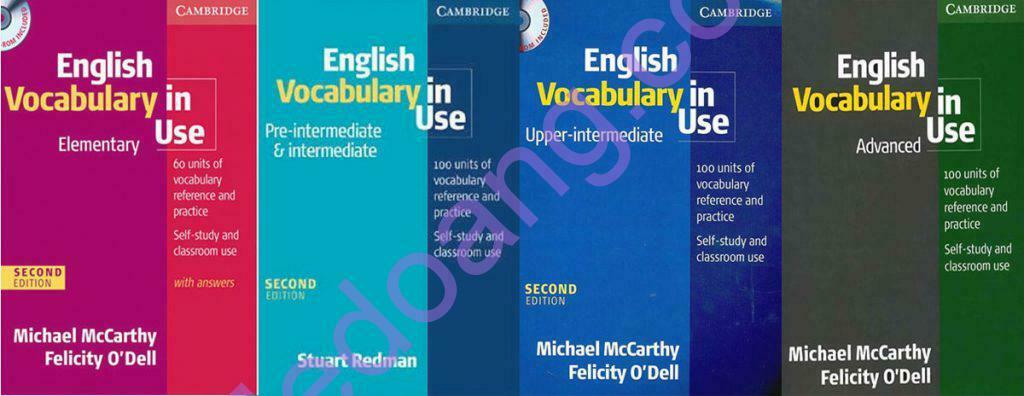 -ROM INCLUDED
CAMBRIDGE
English
Vocabulary in
Use
Elementary
60 units of
vocabulary
reference and
practice
Self-study and
classroom use
SECOND
EDITION
with answers
Michael McCarthy
Felicity O'Dell
CAMBRIDGE
English
Vocabulary in
Use
Pre-intermediate
& intermediate
100 units of
vocabulary
reference and
practice
Self-study and
classroom use
SECOND
EDITION
Stuart Redman
ROM INCLUDED
CAMBRIDGE
English
Vocabulary in
Use
Upper-intermediate
100 units of
vocabulary
reference and
practice
Self-study and
classroom use
SECOND
EDITION
Michael McCarthy
Felicity O'Dell
CAMBRIDGE
English
Vocabulary in
Use
Advanced
100 units of
vocabulary
reference and
practice
Self-study and
classroom use
Michael McCarthy
Felicity O'Dell